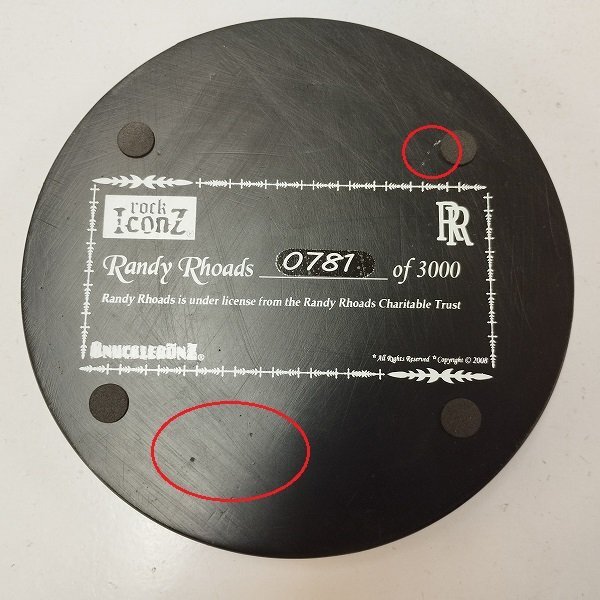 rock
IconZ
RR
Randy Rhoads 0781 of 3000
Randy Rhoads is under license from the Randy Rhoads Charitable Trust
KNUCKLEBONZ®
* All Rights Reserved * Copyright © 2008